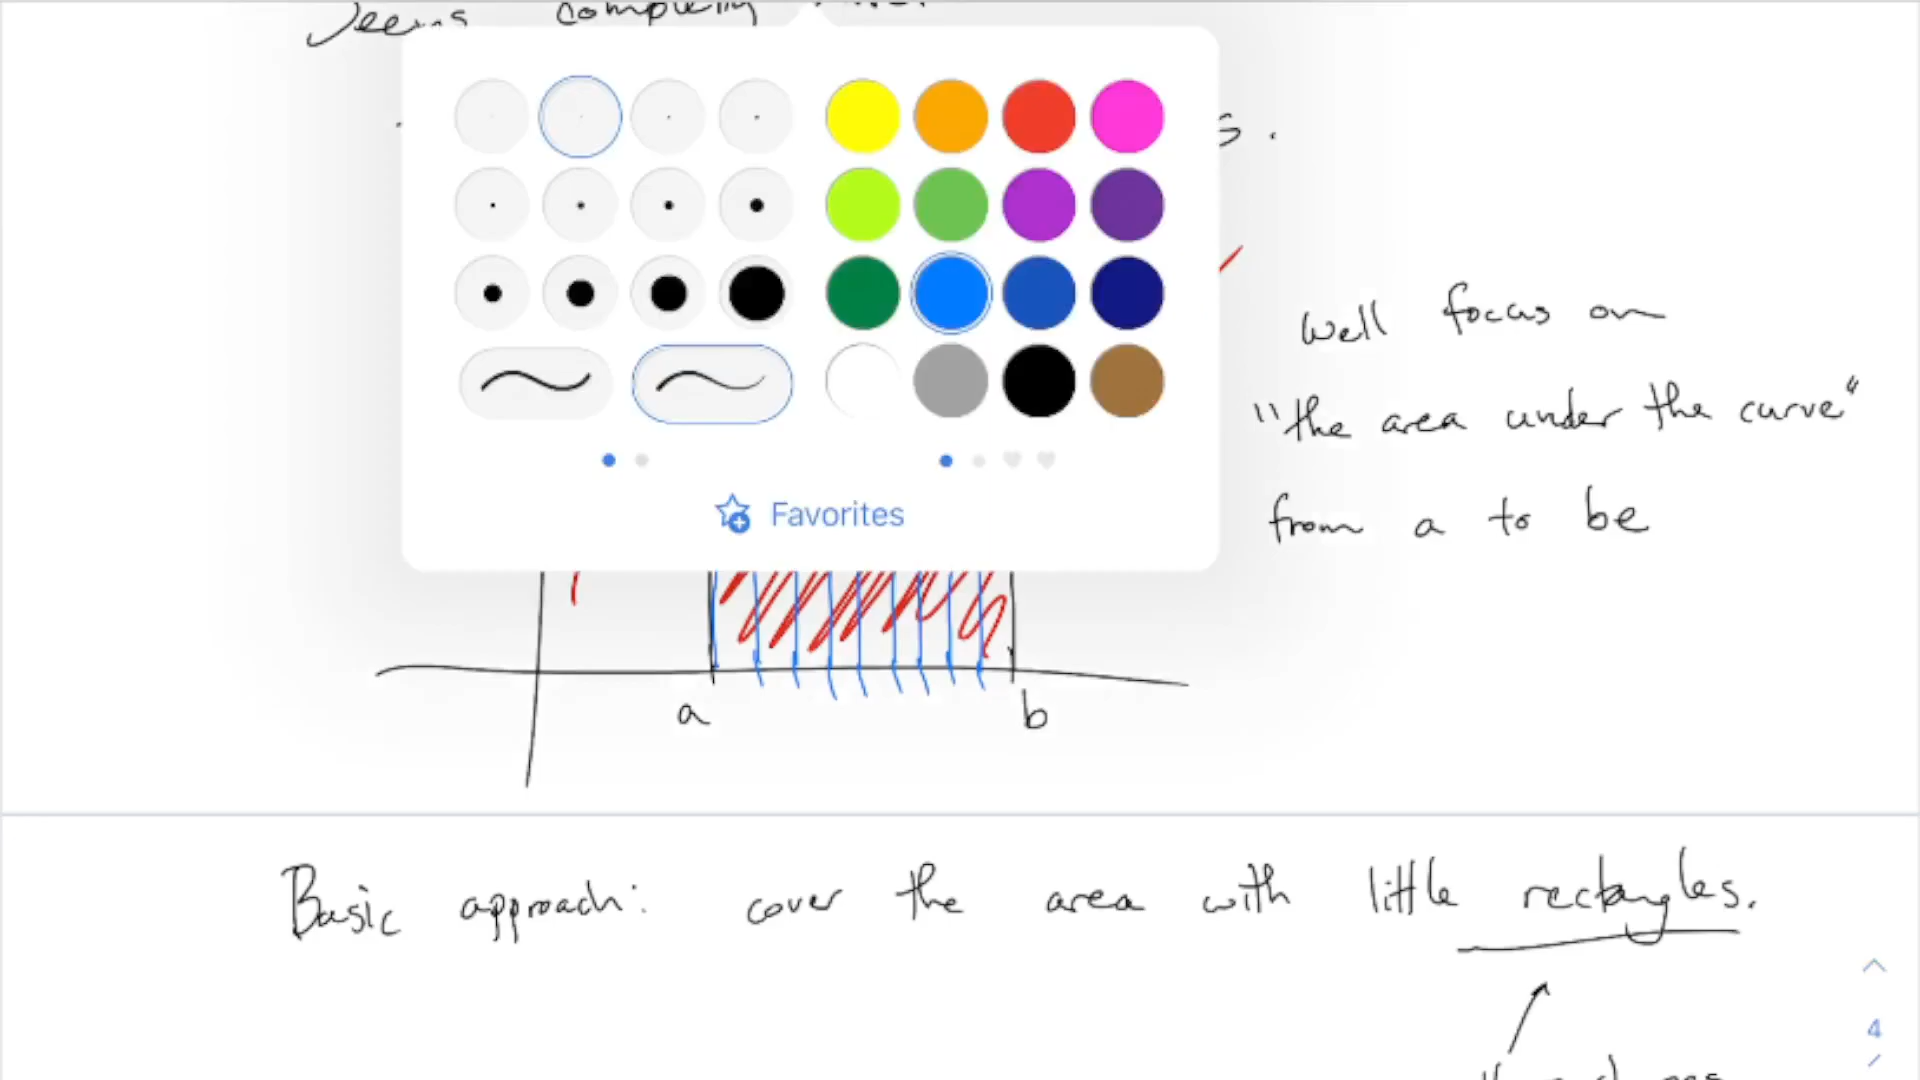 Seems
s.
Well focus on
"the area under the curve"
from a to be
Favorites
a b
Basic approach: cover the area with little rectangles.
4